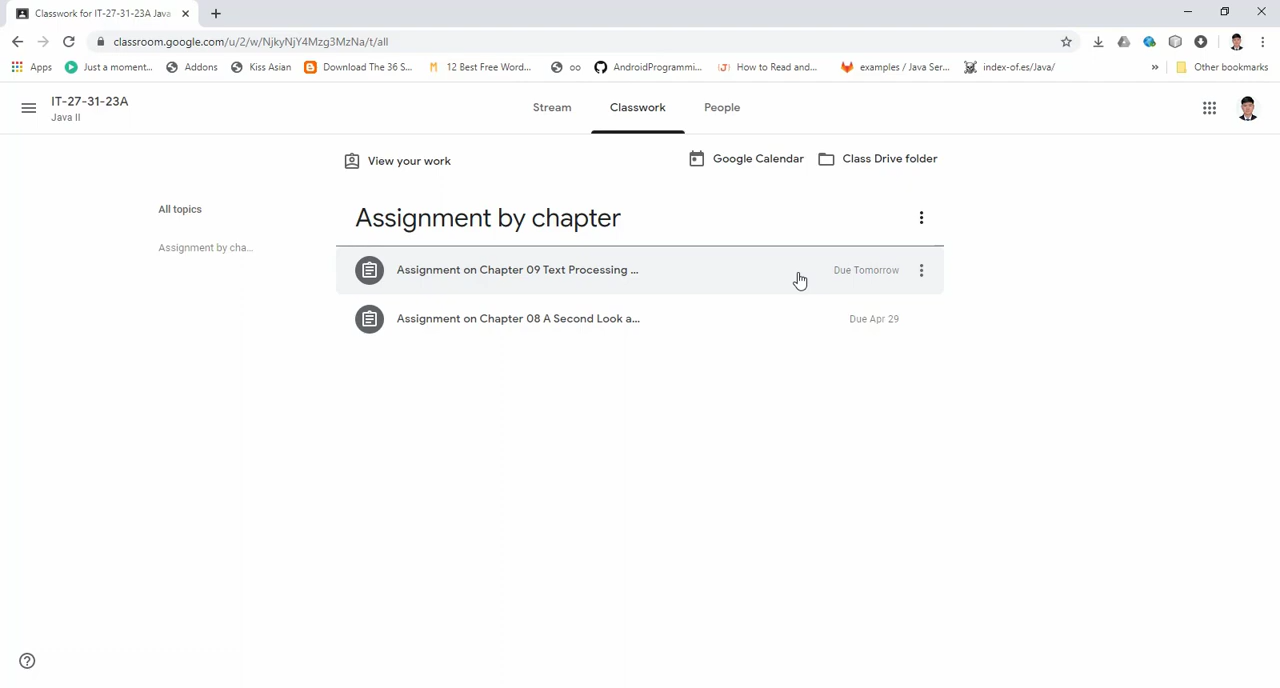 Classwork for IT-27-31-23A Java
classroom.google.com/u/2/w/NjkyNjY4Mzg3MzNa/t/all
Apps Just a moment... Addons Kiss Asian Download The 36 S... 12 Best Free Word... oo AndroidProgrammi... How to Read and... examples / Java Ser... index-of.es/Java/ » Other bookmarks
IT-27-31-23A
Java II
Stream Classwork People
View your work Google Calendar Class Drive folder
All topics
Assignment by cha...
Assignment by chapter
Assignment on Chapter 09 Text Processing ... Due Tomorrow
Assignment on Chapter 08 A Second Look a... Due Apr 29